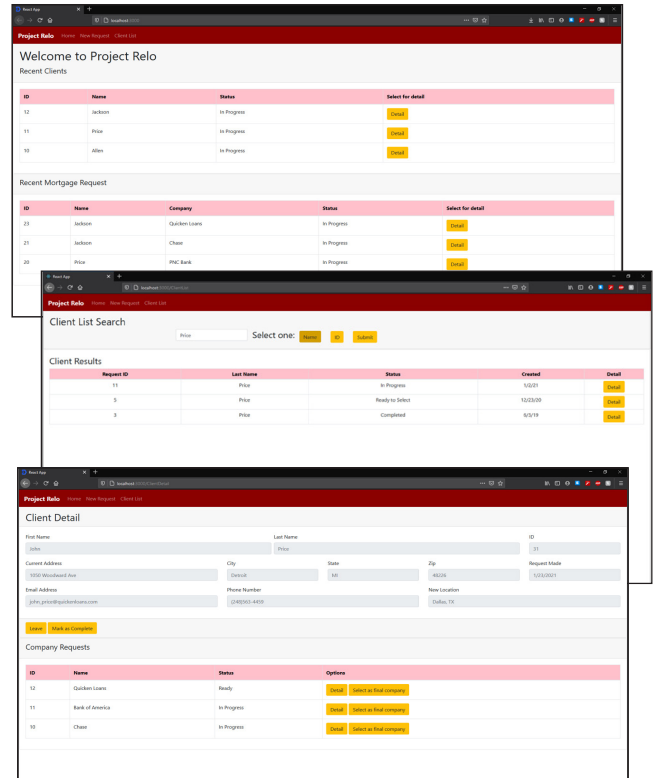 React App
localhost:3000
Project Relo Home New Request Client List
Welcome to Project Relo
Recent Clients
ID Name Status Select for detail
12 Jackson In Progress Detail
11 Price In Progress Detail
10 Allen In Progress Detail
Recent Mortgage Request
ID Name Company Status Select for detail
23 Jackson Quicken Loans In Progress Detail
21 Jackson Chase In Progress Detail
20 Price PNC Bank In Progress Detail
React App
localhost:3000/ClientList
Project Relo Home New Request Client List
Client List Search
Price Select one: Name ID Submit
Client Results
Request ID Last Name Status Created Detail
11 Price In Progress 1/2/21 Detail
5 Price Ready to Select 12/23/20 Detail
3 Price Completed 6/3/19 Detail
React App
localhost:3000/ClientDetail
Project Relo Home New Request Client List
Client Detail
First Name Last Name ID
John Price 31
Current Address City State Zip Request Made
1050 Woodward Ave Detroit MI 48226 1/23/2021
Email Address Phone Number New Location
john_price@quickenloans.com (248)563-4459 Dallas, TX
Leave Mark as Complete
Company Requests
ID Name Status Options
12 Quicken Loans Ready Detail Select as final company
11 Bank of America In Progress Detail Select as final company
10 Chase In Progress Detail Select as final company